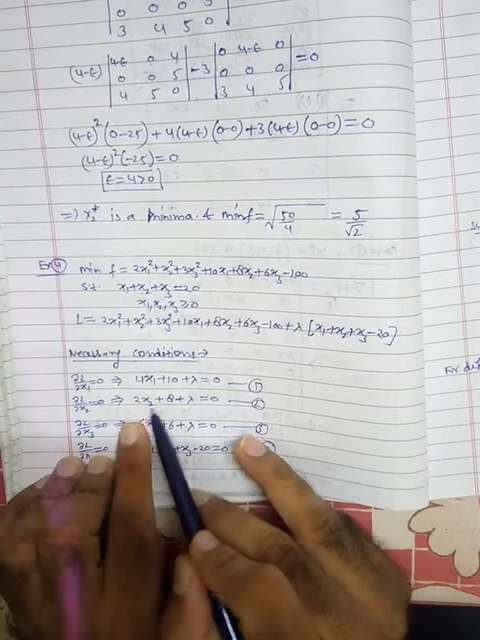 0 0 0 0
3 4 5 0
(4-t) |4-t 0 4| -3 |0 4-t 0| =0
|0 0 5| |0 0 0|
|4 5 0| |3 4 5|
(4-t)²(0-25)+4(4-t)(0-0)+3(4-t)(0-0)=0
(4-t)²(-25)=0
t=4>0
=) x₃* is a minima. & minf=√50/4 = 5/√2
Ex④ min f = 2x₁²+x₂²+3x₃²+10x₁+8x₂+6x₃-100
s.t. x₁+x₂+x₃=20
x₁,x₂,x₃≥0
L=2x₁²+x₂²+3x₃²+10x₁+8x₂+6x₃-100+λ[x₁+x₂+x₃-20]
Necessary conditions→
∂L/∂x₁=0 ⇒ 4x₁+10+λ=0 —①
∂L/∂x₂=0 ⇒ 2x₂+8+λ=0 —②
∂L/∂x₃=0 ⇒ +6+λ=0 —③
=0 +x₃-20=0